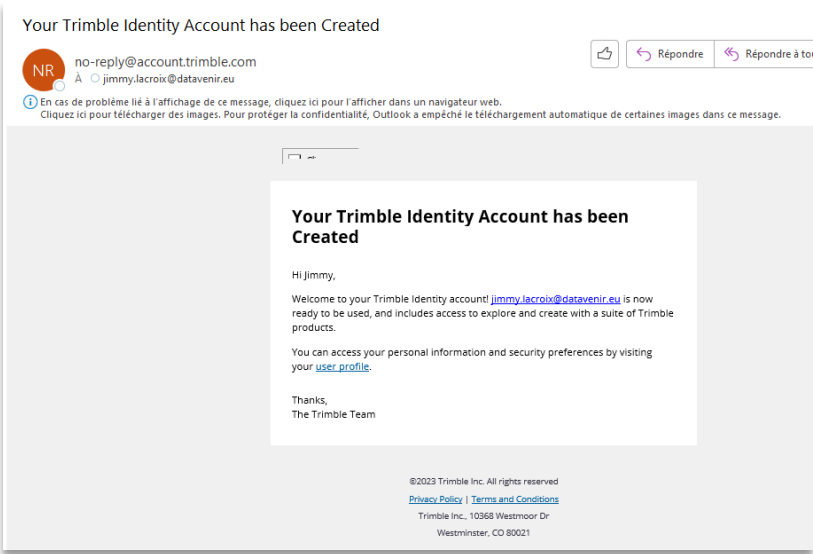 Your Trimble Identity Account has been Created
NR
no-reply@account.trimble.com
À jimmy.lacroix@datavenir.eu
Répondre
Répondre à tou
En cas de problème lié à l'affichage de ce message, cliquez ici pour l'afficher dans un navigateur web.
Cliquez ici pour télécharger des images. Pour protéger la confidentialité, Outlook a empêché le téléchargement automatique de certaines images dans ce message.
Your Trimble Identity Account has been
Created
Hi Jimmy,
Welcome to your Trimble Identity account! jimmy.lacroix@datavenir.eu is now
ready to be used, and includes access to explore and create with a suite of Trimble
products.
You can access your personal information and security preferences by visiting
your user profile.
Thanks,
The Trimble Team
©2023 Trimble Inc. All rights reserved
Privacy Policy | Terms and Conditions
Trimble Inc., 10368 Westmoor Dr
Westminster, CO 80021